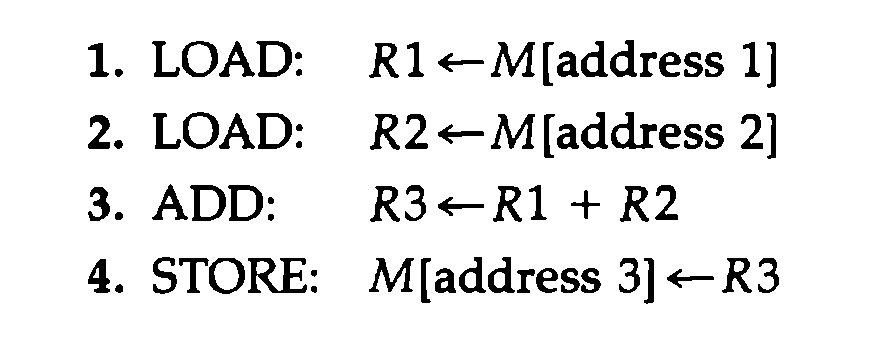 1. LOAD: R1←M[address 1]
2. LOAD: R2←M[address 2]
3. ADD: R3←R1 + R2
4. STORE: M[address 3]←R3